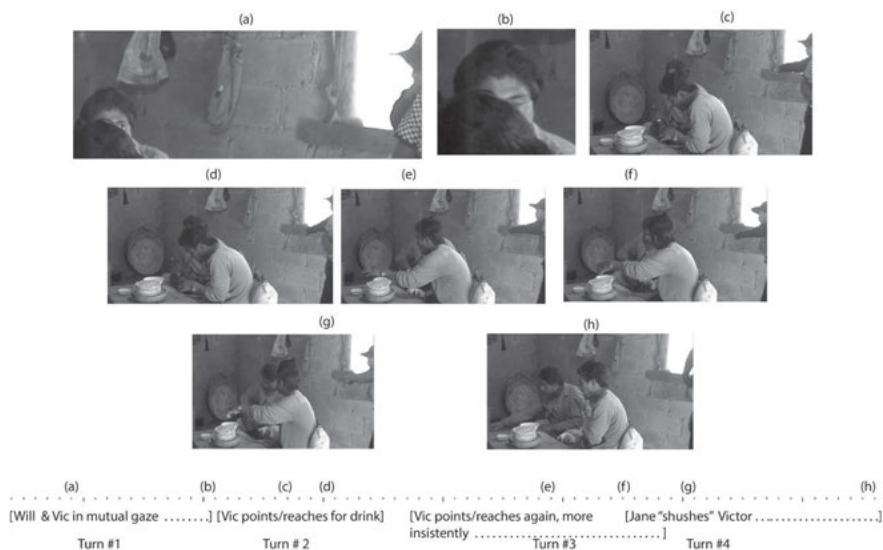 (a) (b) (c)
(d) (e) (f)
(g) (h)
(a) (b) (c) (d) (e) (f) (g) (h)
[Will & Vic in mutual gaze ........] [Vic points/reaches for drink] [Vic points/reaches again, more [Jane "shushes" Victor ......................]
insistently ....................................... ]
Turn #1 Turn # 2 Turn #3 Turn #4